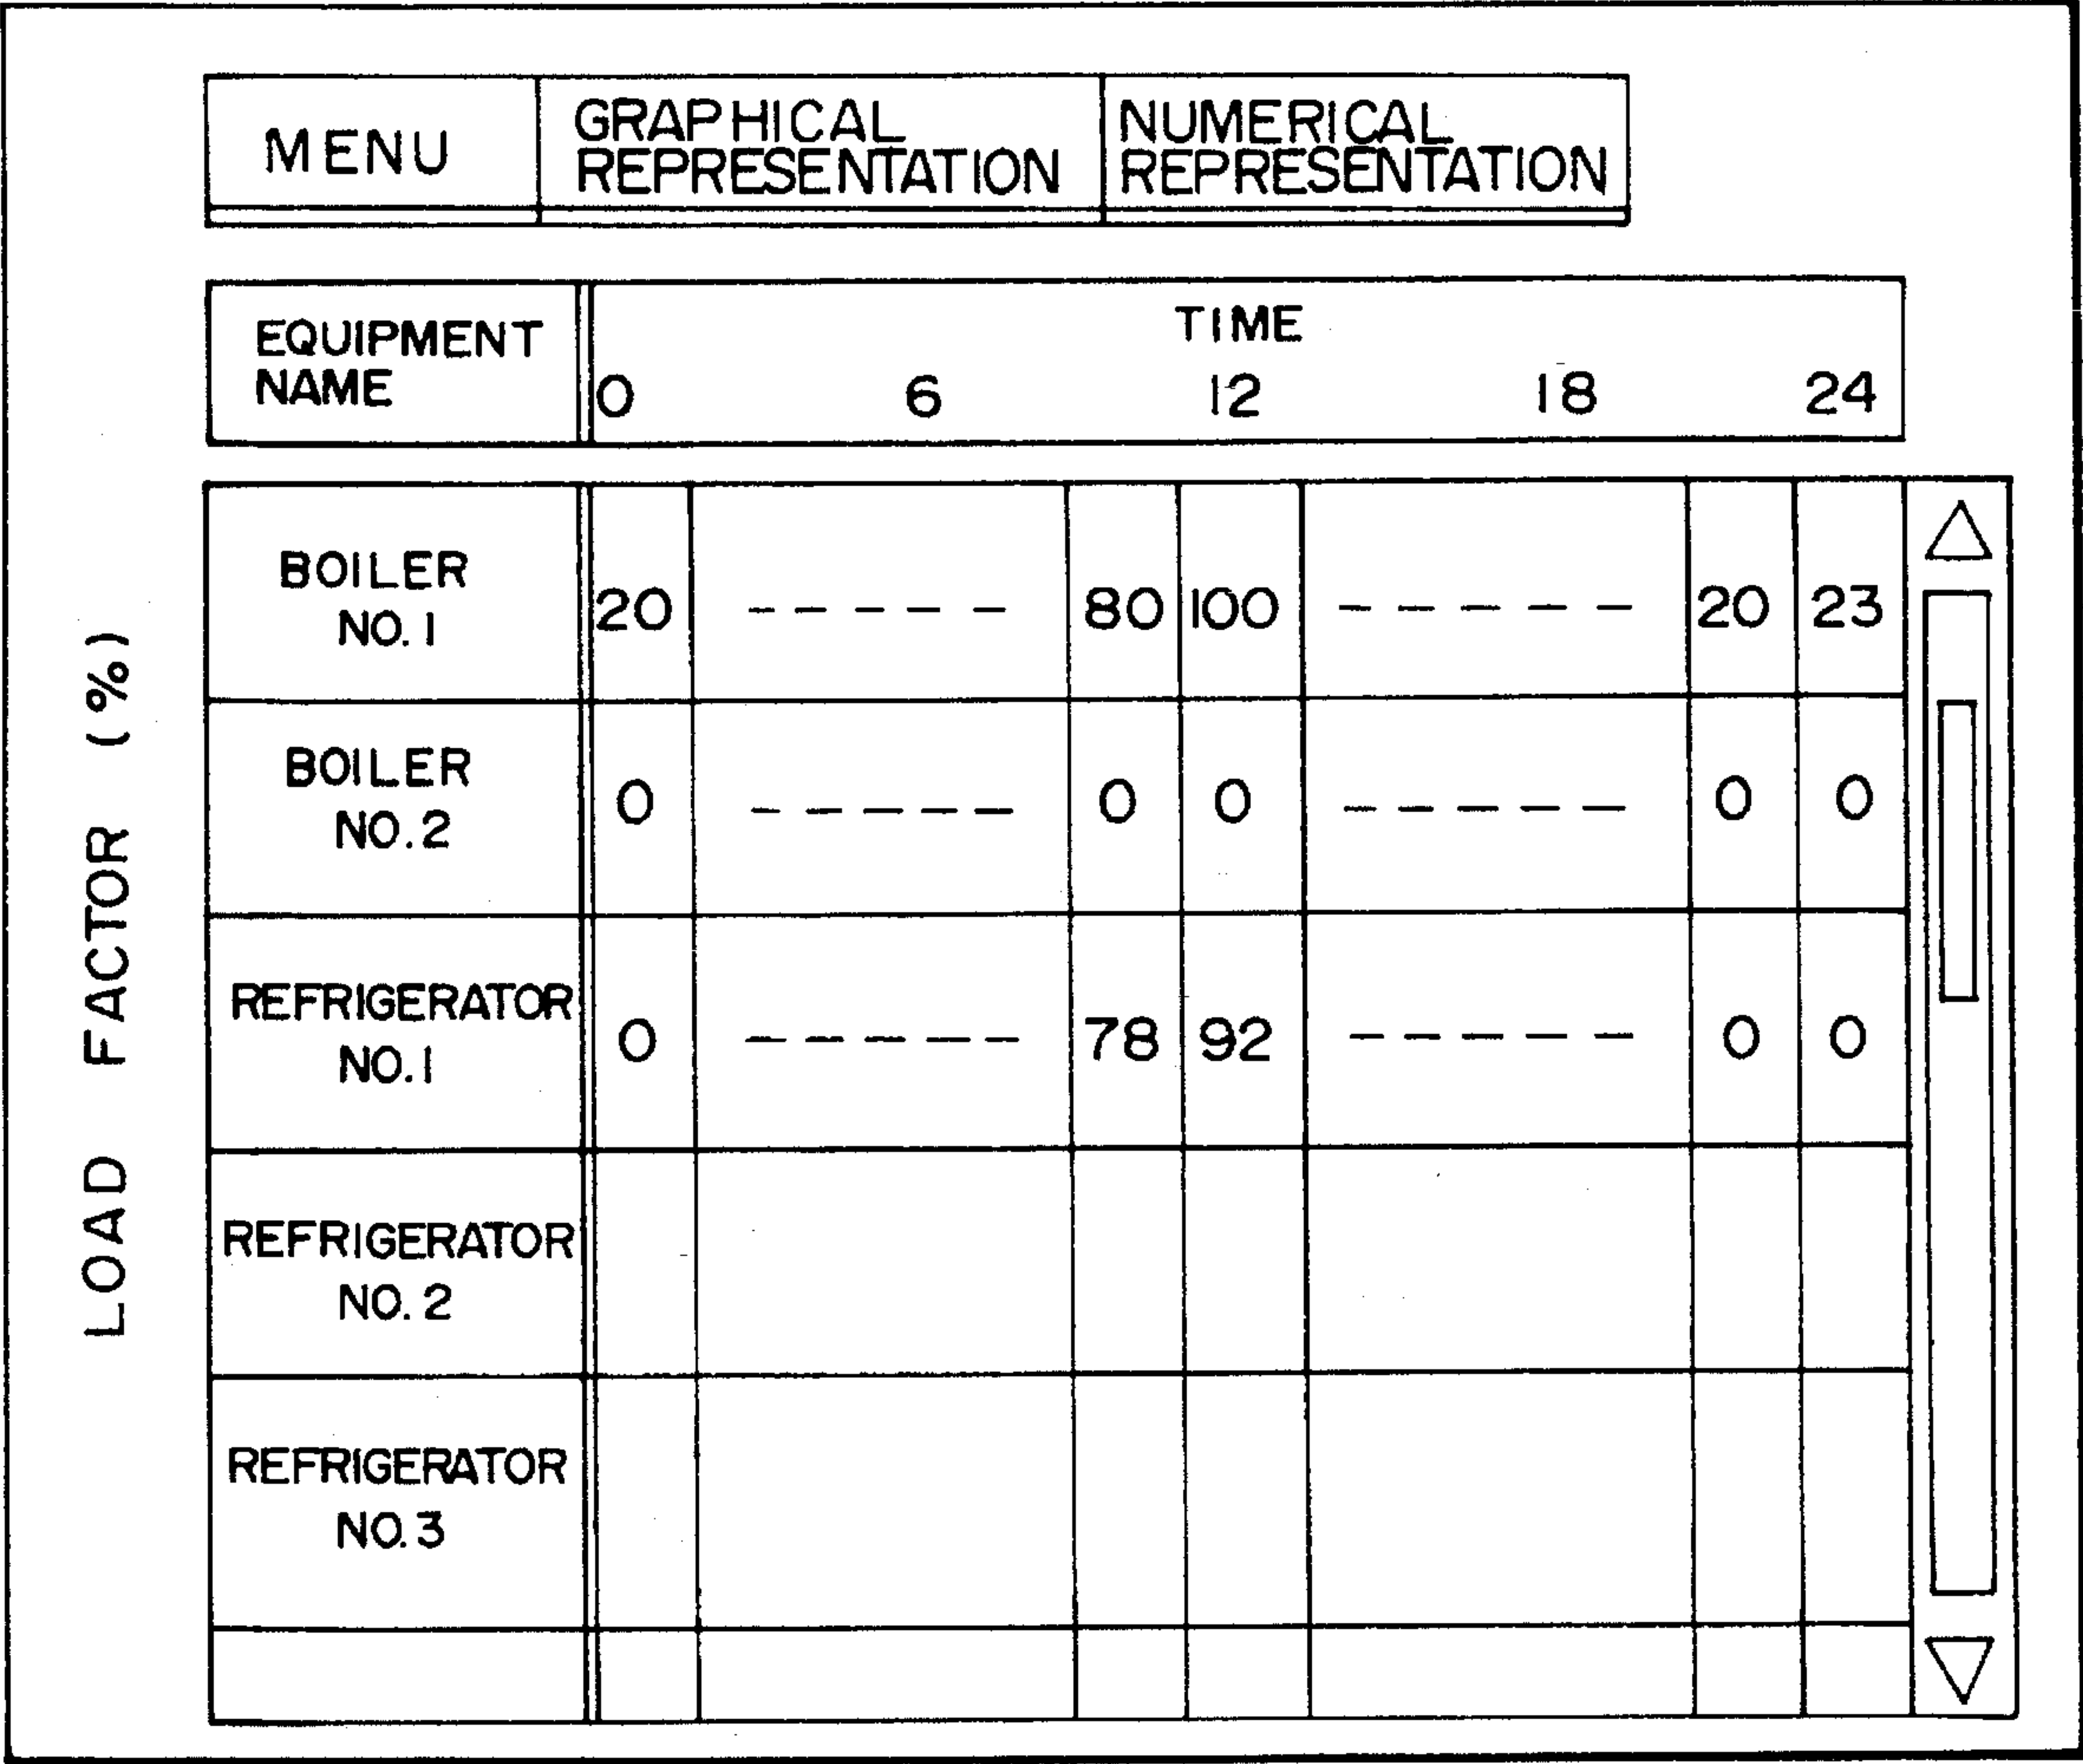 MENU
GRAPHICAL
REPRESENTATION
NUMERICAL
REPRESENTATION
EQUIPMENT
NAME
TIME
0 6 12 18 24
LOAD FACTOR (%)
BOILER
NO. 1
20 ----- 80 100 ----- 20 23
BOILER
NO. 2
0 ----- 0 0 ----- 0 0
REFRIGERATOR
NO. 1
0 ----- 78 92 ----- 0 0
REFRIGERATOR
NO. 2
REFRIGERATOR
NO. 3